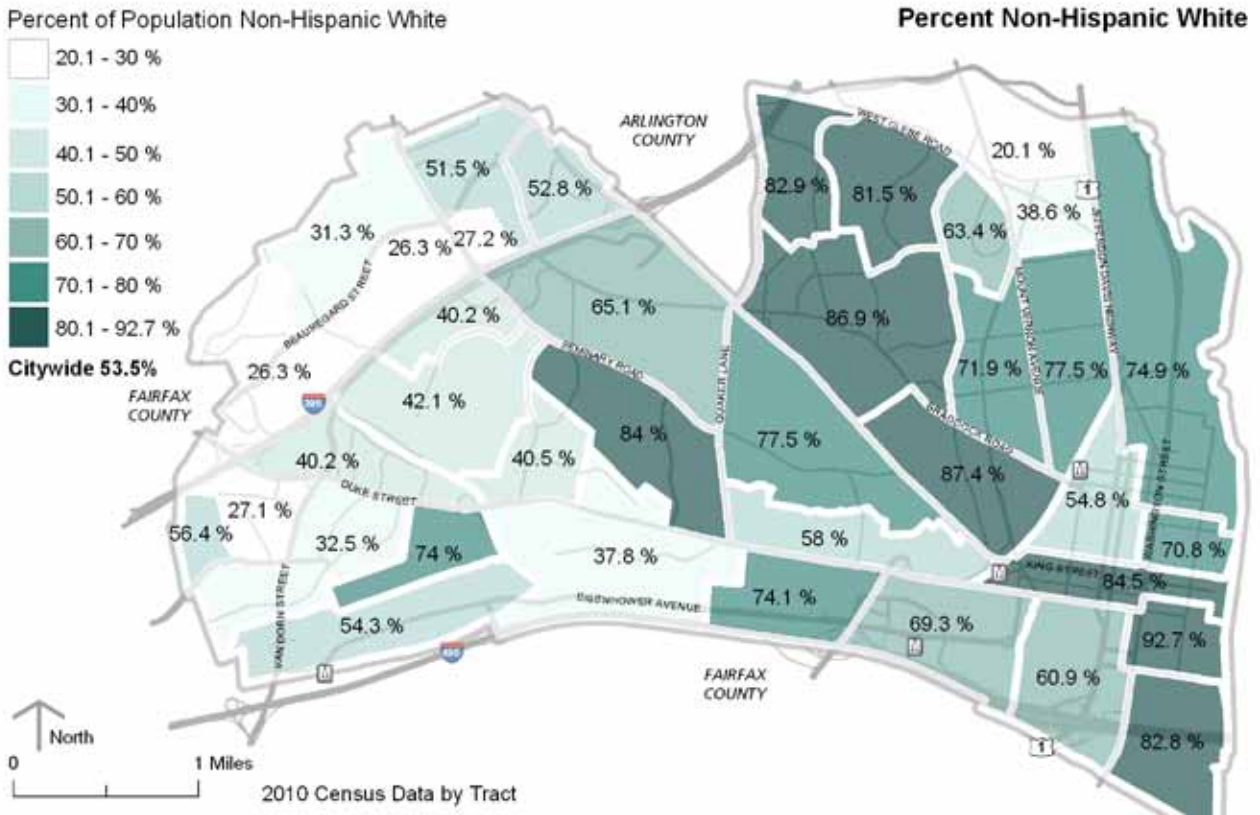 Percent of Population Non-Hispanic White
Percent Non-Hispanic White
20.1 - 30 %
30.1 - 40%
40.1 - 50 %
50.1 - 60 %
60.1 - 70 %
70.1 - 80 %
80.1 - 92.7 %
Citywide 53.5%
ARLINGTON
COUNTY
WEST GLEBE ROAD
20.1 %
51.5 %
52.8 %
82.9 %
81.5 %
1
31.3 %
26.3 %
27.2 %
63.4 %
38.6 %
JEFFERSON DAVIS HIGHWAY
BEAUREGARD STREET
40.2 %
65.1 %
86.9 %
MOUNT VERNON AVENUE
SEMINARY ROAD
QUAKER LANE
26.3 %
FAIRFAX
COUNTY
395
42.1 %
71.9 %
77.5 %
74.9 %
84 %
77.5 %
BRADDOCK ROAD
40.2 %
40.5 %
87.4 %
M
WASHINGTON STREET
DUKE STREET
54.8 %
27.1 %
56.4 %
32.5 %
74 %
37.8 %
58 %
70.8 %
M
KING STREET
84.5 %
VAN DORN STREET
EISENHOWER AVENUE
74.1 %
54.3 %
69.3 %
92.7 %
M
495
M
60.9 %
FAIRFAX
COUNTY
82.8 %
1
North
0
1 Miles
2010 Census Data by Tract